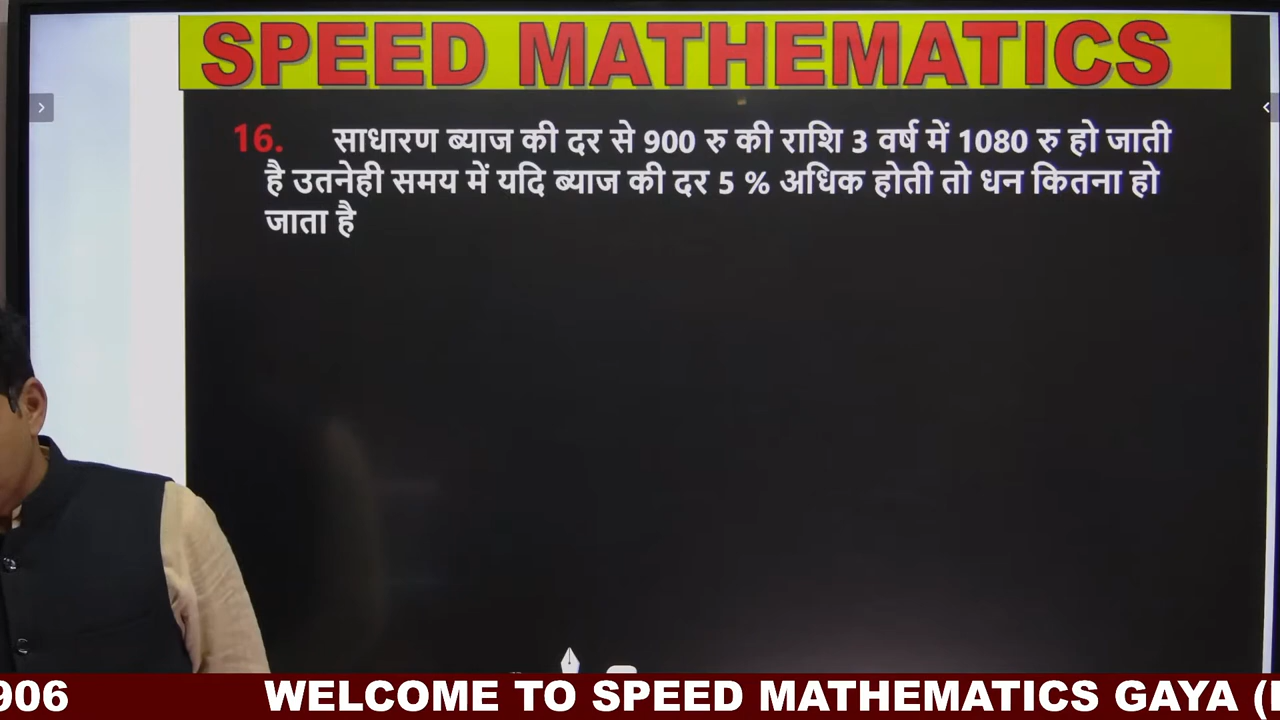 SPEED MATHEMATICS
16. साधारण ब्याज की दर से 900 रु की राशि 3 वर्ष में 1080 रु हो जाती
है उतनेही समय में यदि ब्याज की दर 5 % अधिक होती तो धन कितना हो
जाता है
906 WELCOME TO SPEED MATHEMATICS GAYA (